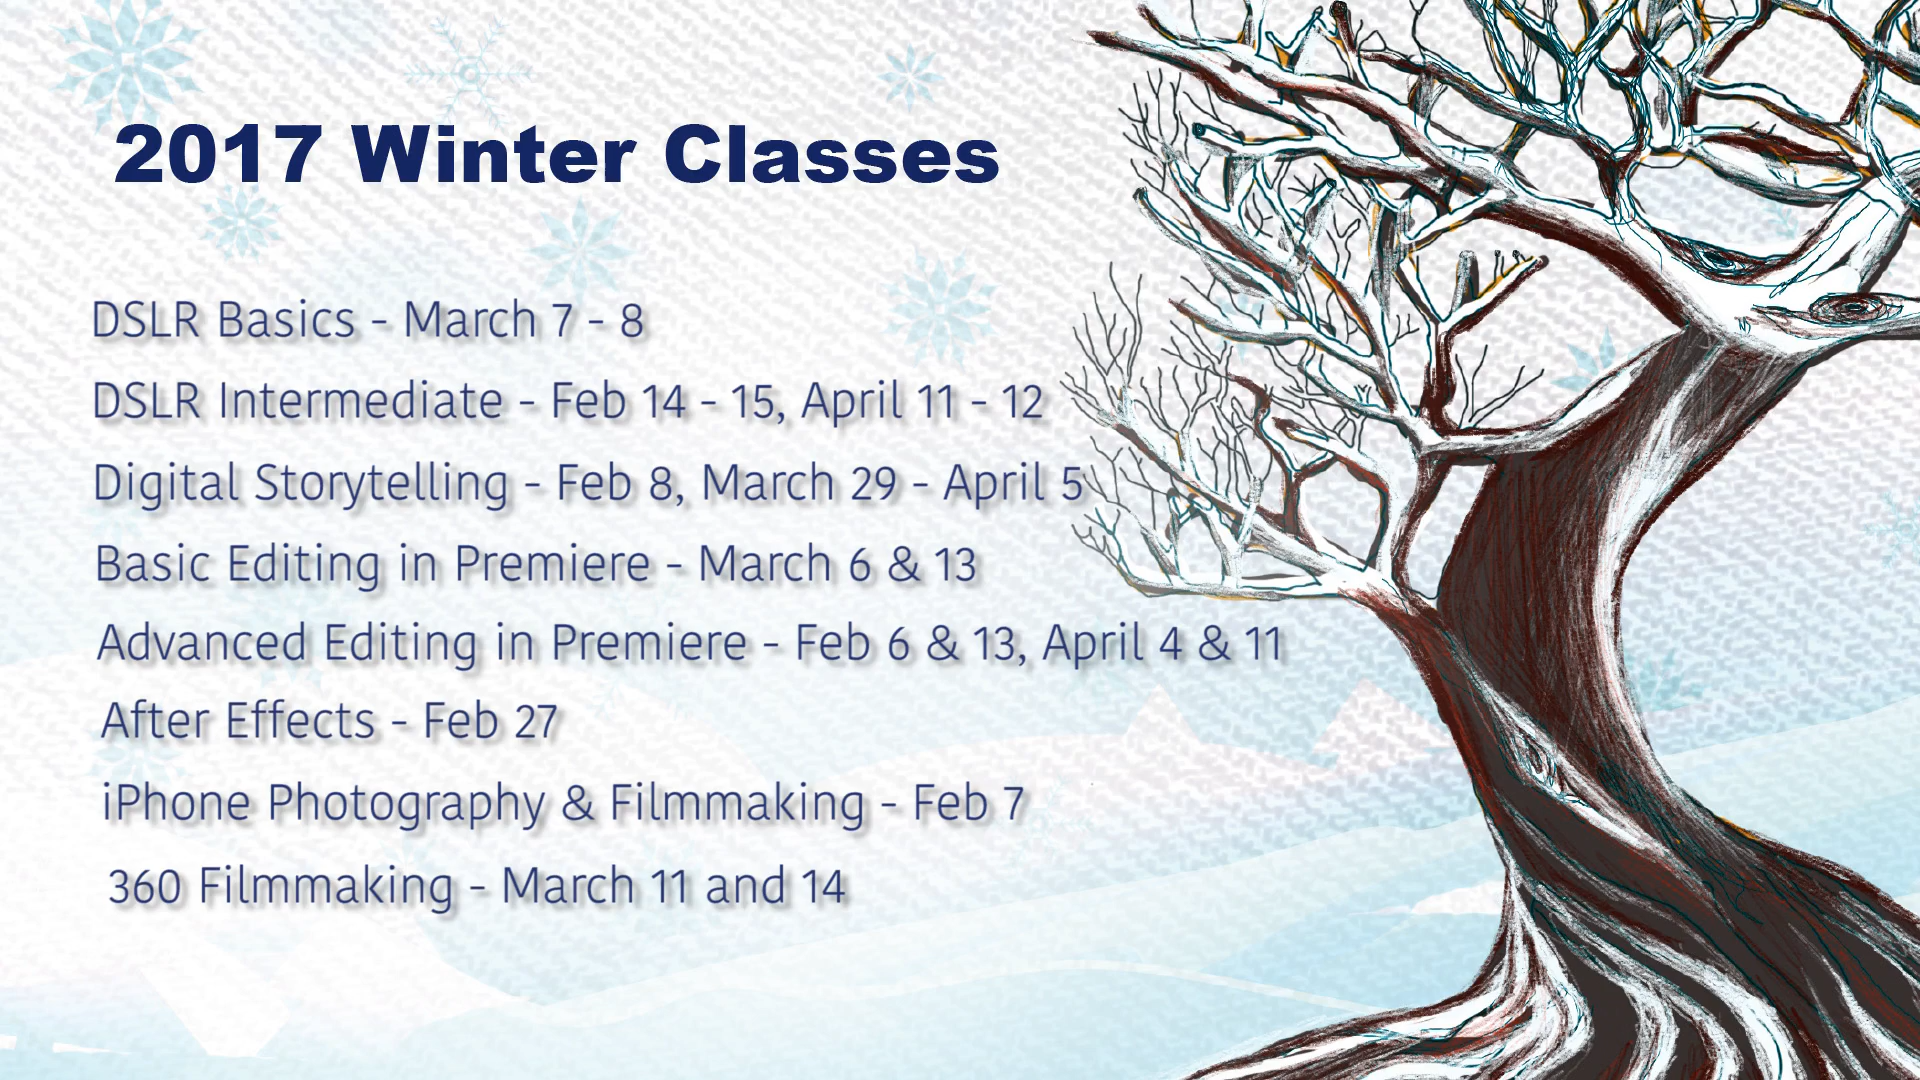 2017 Winter Classes
DSLR Basics - March 7 - 8
DSLR Intermediate - Feb 14 - 15, April 11 - 12
Digital Storytelling - Feb 8, March 29 - April 5
Basic Editing in Premiere - March 6 & 13
Advanced Editing in Premiere - Feb 6 & 13, April 4 & 11
After Effects - Feb 27
iPhone Photography & Filmmaking - Feb 7
360 Filmmaking - March 11 and 14